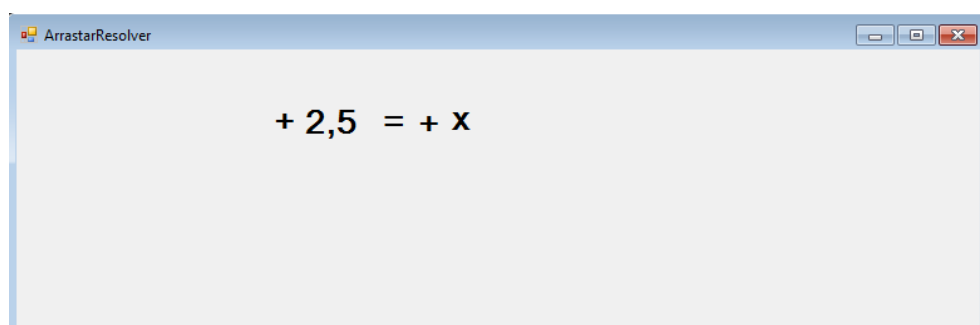 ArrastarResolver
+ 2,5 = + x